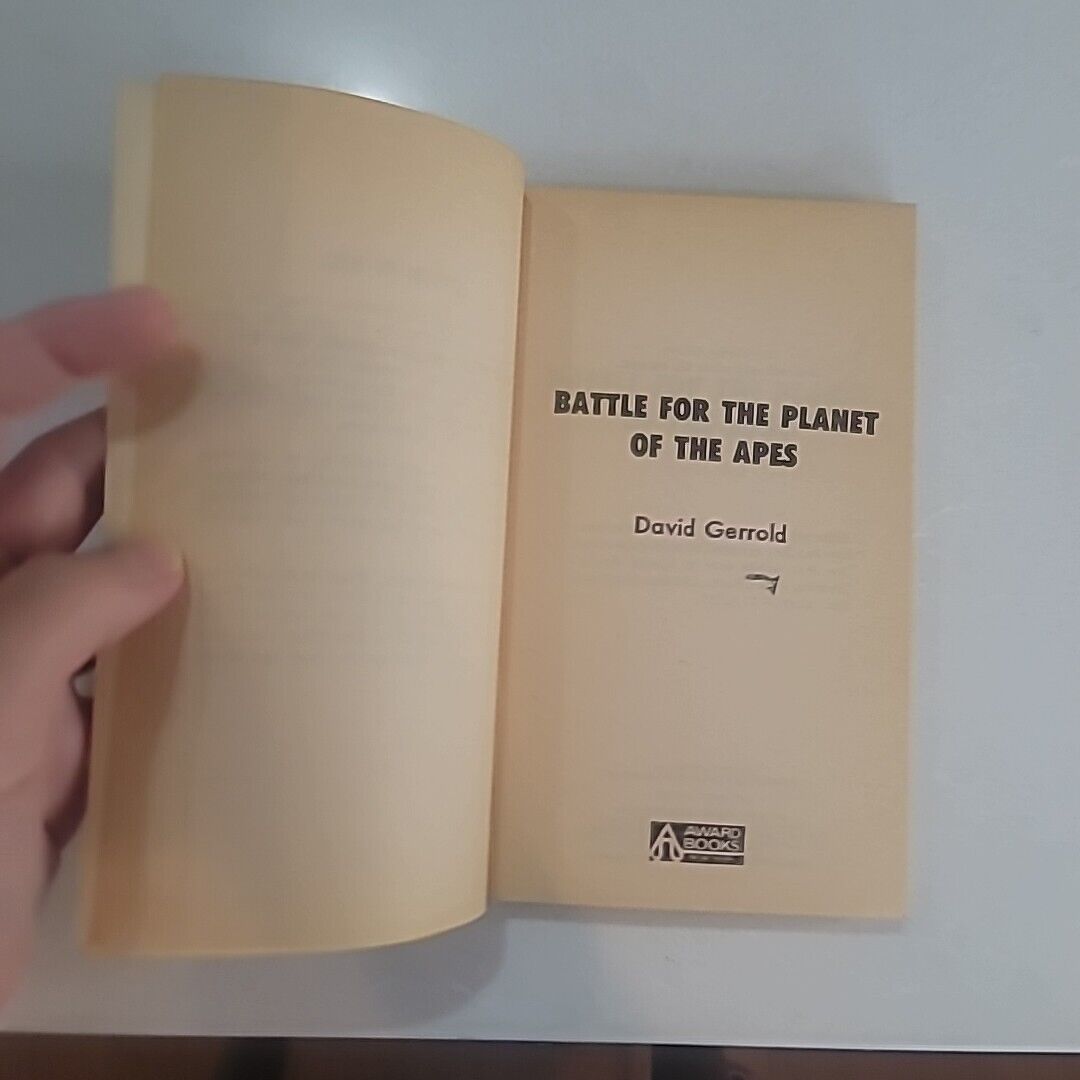 BATTLE FOR THE PLANET
OF THE APES
David Gerrold
AWARD
BOOKS